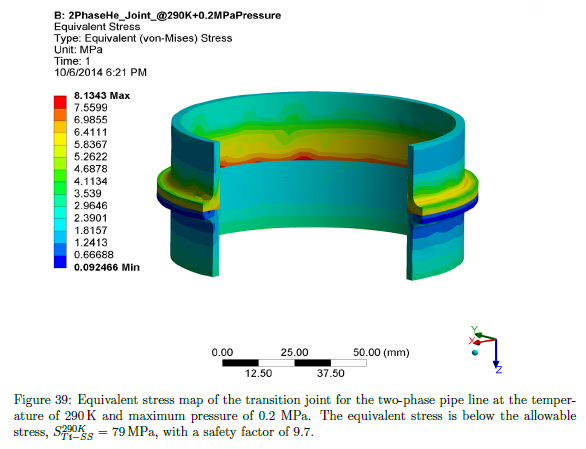 B: 2PhaseHe_Joint_@290K+0.2MPaPressure
Equivalent Stress
Type: Equivalent (von-Mises) Stress
Unit: MPa
Time: 1
10/6/2014 6:21 PM
8.1343 Max
7.5599
6.9855
6.4111
5.8367
5.2622
4.6878
4.1134
3.539
2.9646
2.3901
1.8157
1.2413
0.66688
0.092466 Min
0.00 25.00 50.00 (mm)
12.50 37.50
Y
X
Z
Figure 39: Equivalent stress map of the transition joint for the two-phase pipe line at the temper-
ature of 290 K and maximum pressure of 0.2 MPa. The equivalent stress is below the allowable
stress, S^{290K}_{Ti−SS} = 79 MPa, with a safety factor of 9.7.